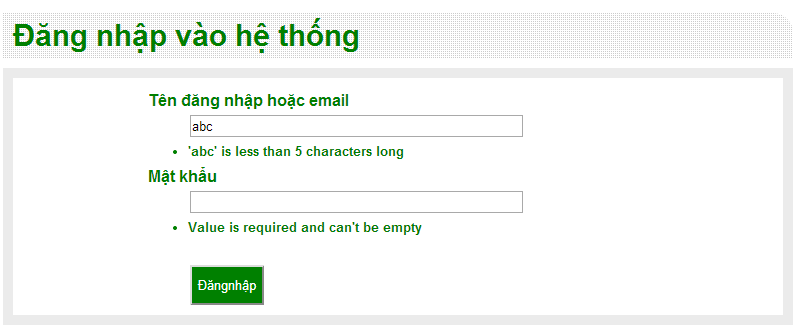 Đăng nhập vào hệ thống
Tên đăng nhập hoặc email
abc
'abc' is less than 5 characters long
Mật khẩu
Value is required and can't be empty
Đăngnhập